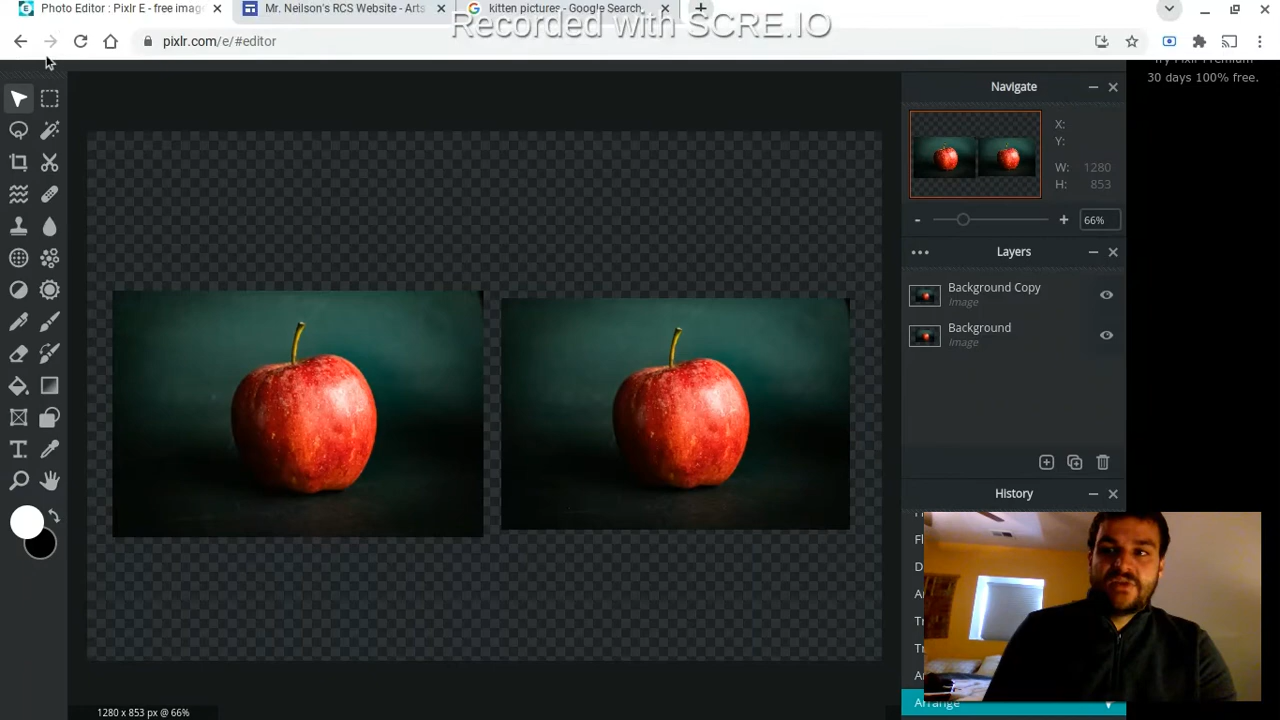 Photo Editor : Pixlr E - free imag
Mr. Neilson's RCS Website - Arts
kitten pictures - Google Search
Recorded with SCRE.IO
pixlr.com/e/#editor
Try Pixlr Premium
30 days 100% free.
Navigate
X:
Y:
W: 1280
H: 853
66%
Layers
Background Copy
Image
Background
Image
History
Arrange
T
1280 x 853 px @ 66%